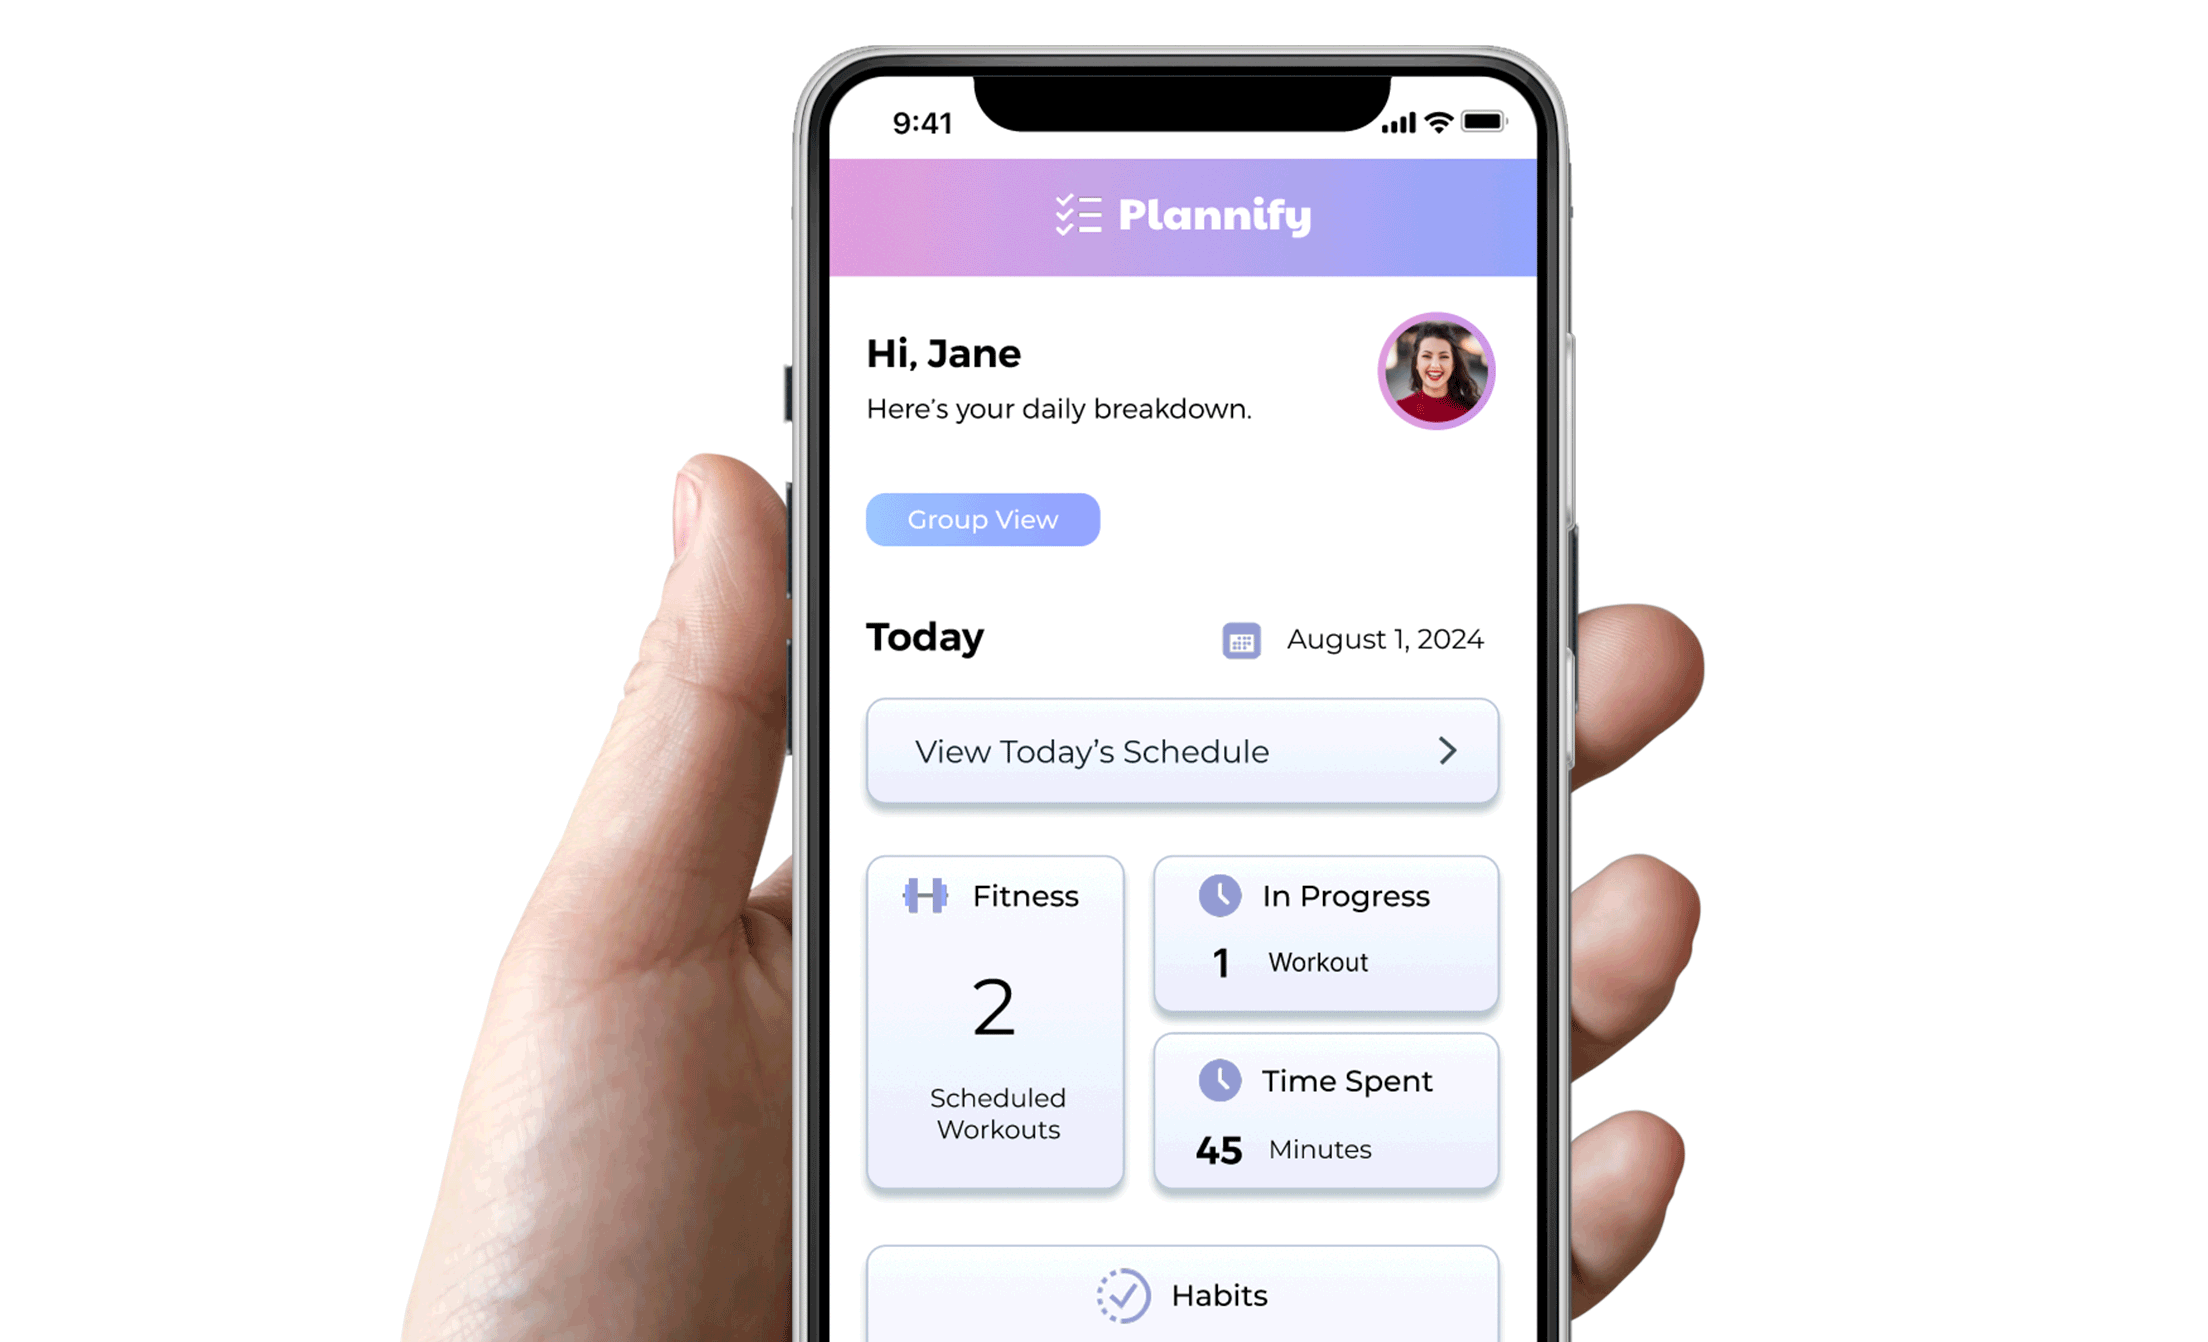 9:41
Plannify
Hi, Jane
Here's your daily breakdown.
Group View
Today
August 1, 2024
View Today's Schedule
Fitness
2
Scheduled
Workouts
In Progress
1 Workout
Time Spent
45 Minutes
Habits